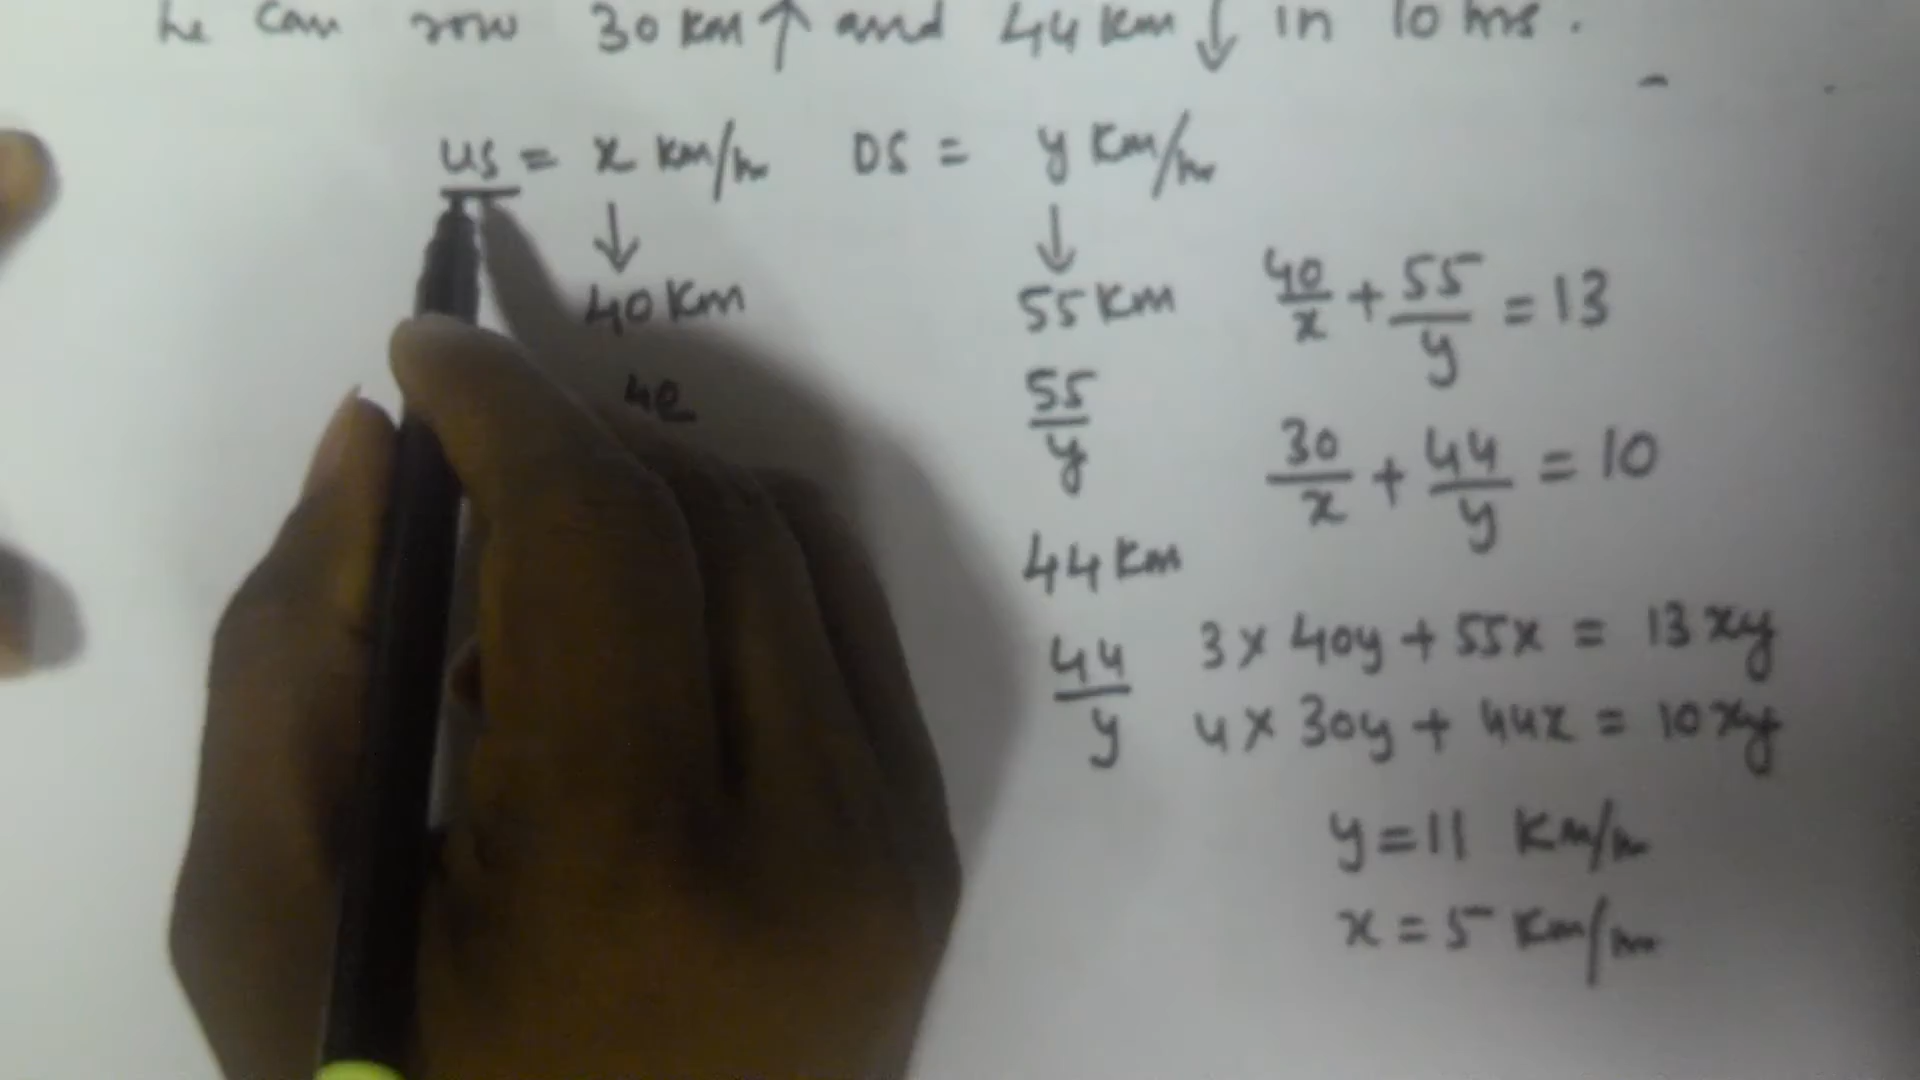 he can row 30 km ↑ and 44 km ↓ in 10 hrs.
US = x km/hr DS = y km/hr
↓ ↓
40 km 55 km
40/x + 55/y = 13
40 55/y
30/x + 44/y = 10
44 km
44/y
3 x 40y + 55x = 13xy
4 x 30y + 44x = 10xy
y = 11 km/hr
x = 5 km/hr